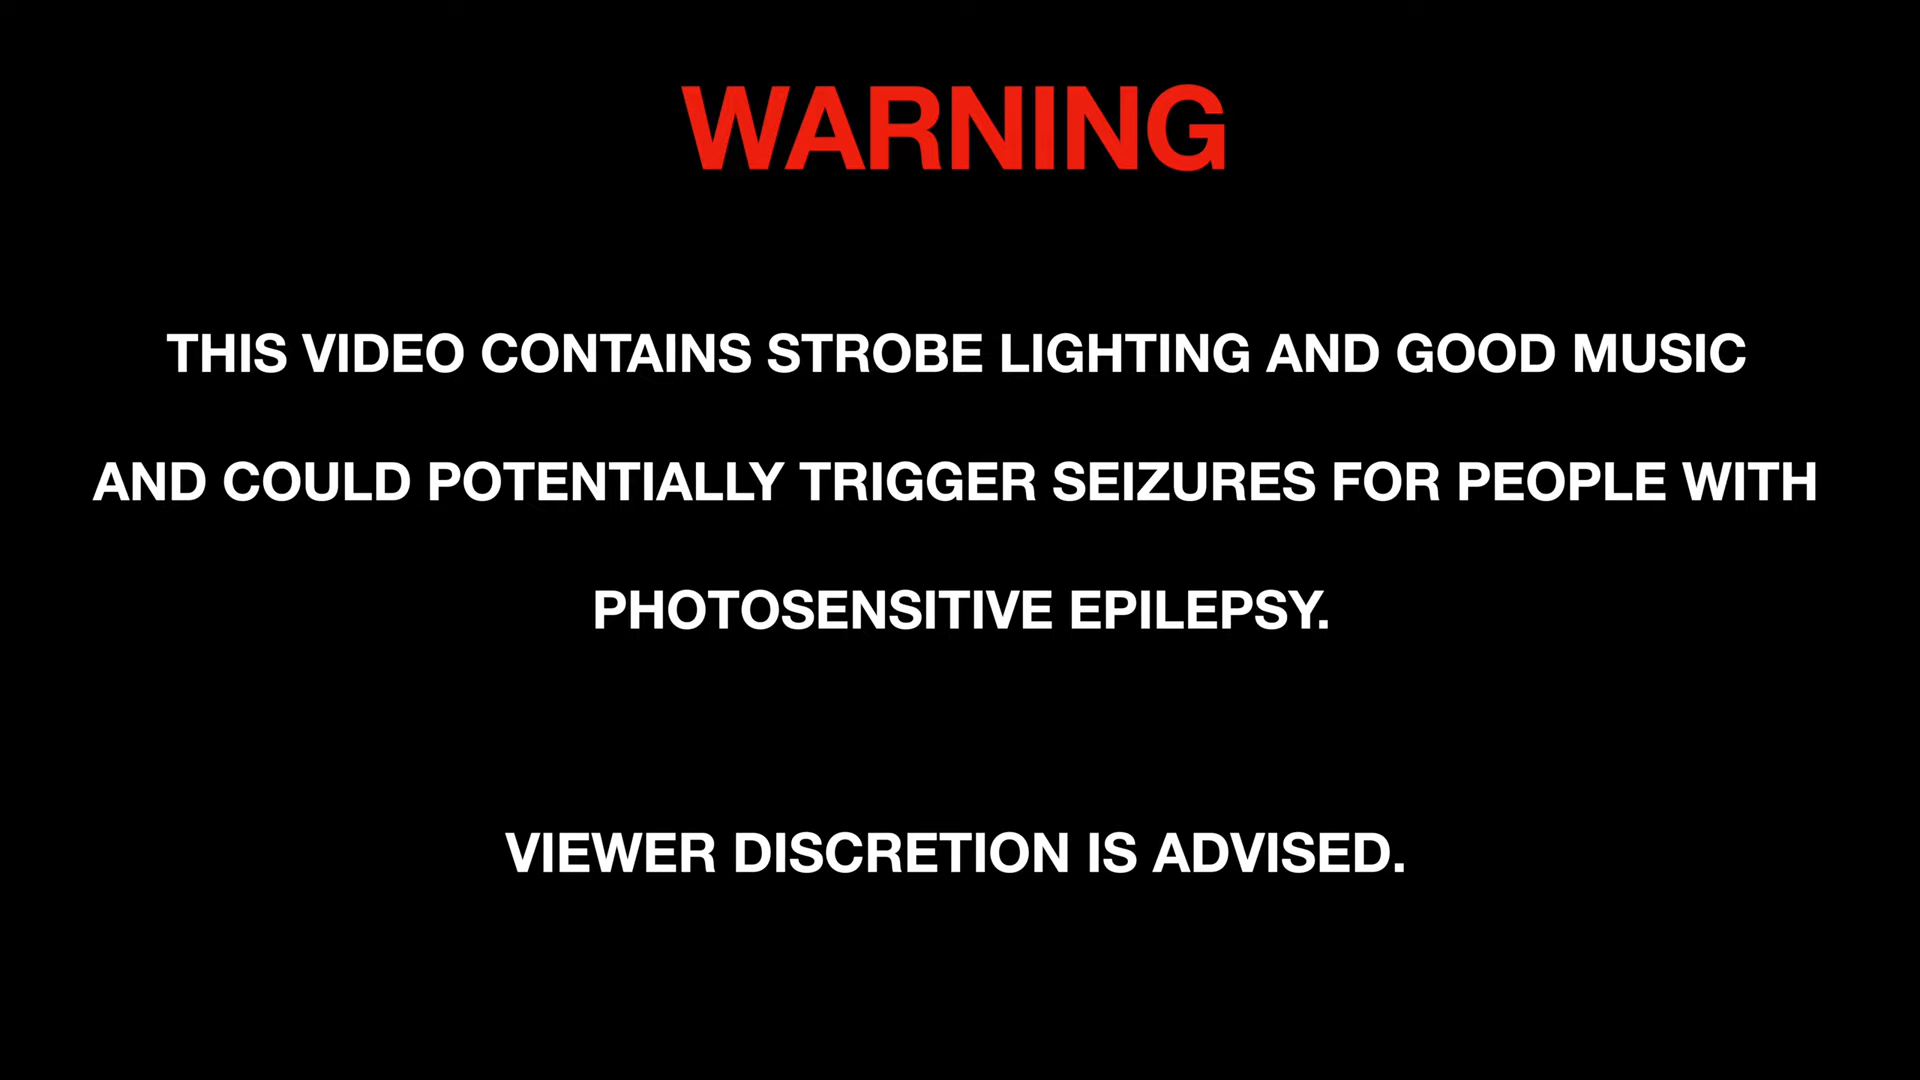 WARNING
THIS VIDEO CONTAINS STROBE LIGHTING AND GOOD MUSIC
AND COULD POTENTIALLY TRIGGER SEIZURES FOR PEOPLE WITH
PHOTOSENSITIVE EPILEPSY.
VIEWER DISCRETION IS ADVISED.